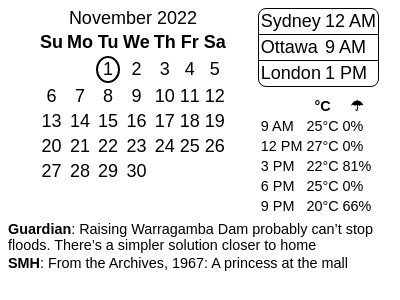 November 2022
Su Mo Tu We Th Fr Sa
1 2 3 4 5
6 7 8 9 10 11 12
13 14 15 16 17 18 19
20 21 22 23 24 25 26
27 28 29 30
Sydney 12 AM
Ottawa 9 AM
London 1 PM
°C ☂
9 AM 25°C 0%
12 PM 27°C 0%
3 PM 22°C 81%
6 PM 25°C 0%
9 PM 20°C 66%
Guardian: Raising Warragamba Dam probably can’t stop
floods. There’s a simpler solution closer to home
SMH: From the Archives, 1967: A princess at the mall